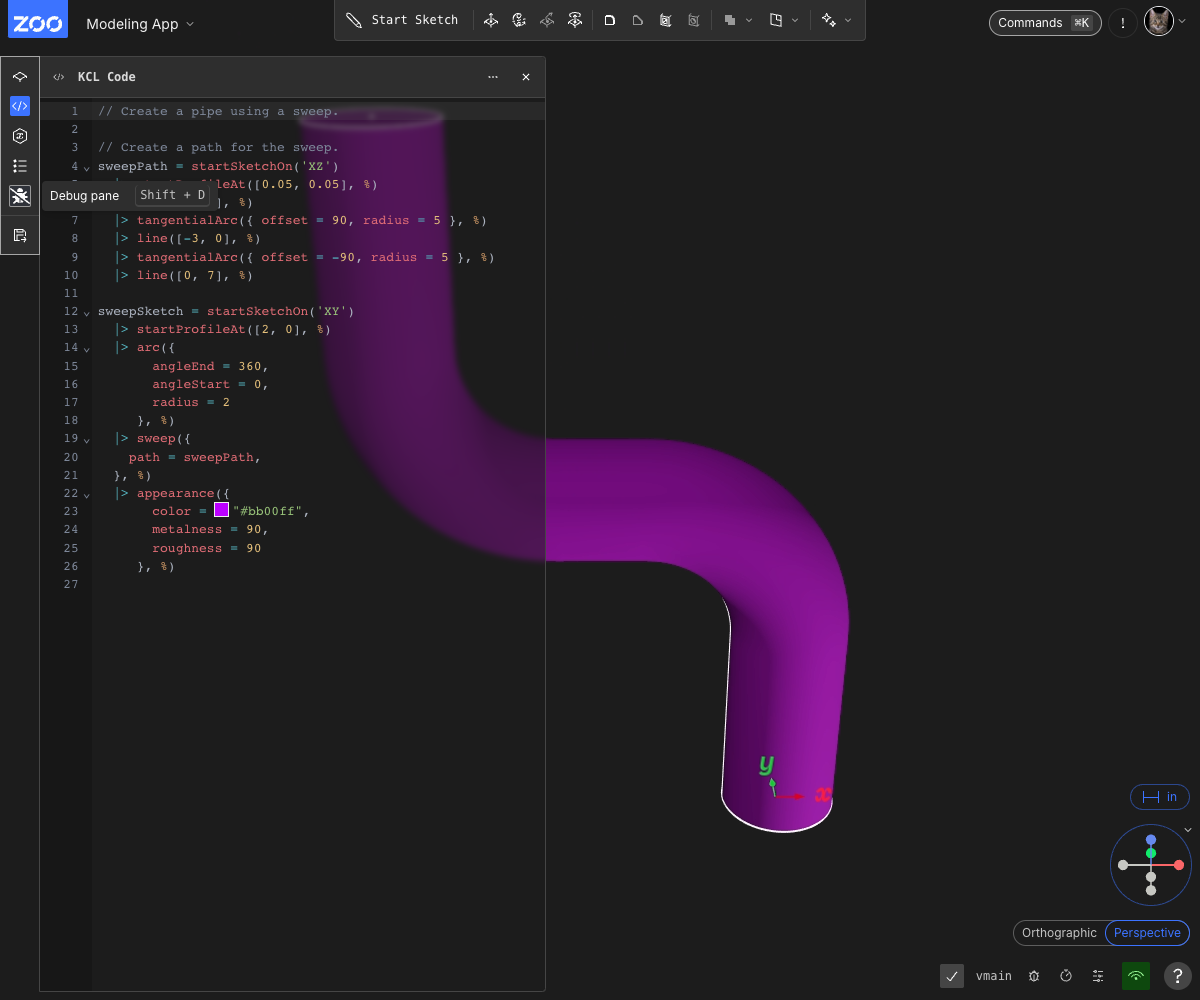 ZOO
Modeling App
Start Sketch
Commands ⌘K
!
KCL Code
1 // Create a pipe using a sweep.
2
3 // Create a path for the sweep.
4 sweepPath = startSketchOn('XZ')
([0.05, 0.05], %)
], %)
Debug pane Shift + D
7 |> tangentialArc({ offset = 90, radius = 5 }, %)
8 |> line([-3, 0], %)
9 |> tangentialArc({ offset = -90, radius = 5 }, %)
10 |> line([0, 7], %)
11
12 sweepSketch = startSketchOn('XY')
13 |> startProfileAt([2, 0], %)
14 |> arc({
15 angleEnd = 360,
16 angleStart = 0,
17 radius = 2
18 }, %)
19 |> sweep({
20 path = sweepPath,
21 }, %)
22 |> appearance({
23 color = "#bb00ff",
24 metalness = 90,
25 roughness = 90
26 }, %)
27
y
x
in
Orthographic
Perspective
vmain
?